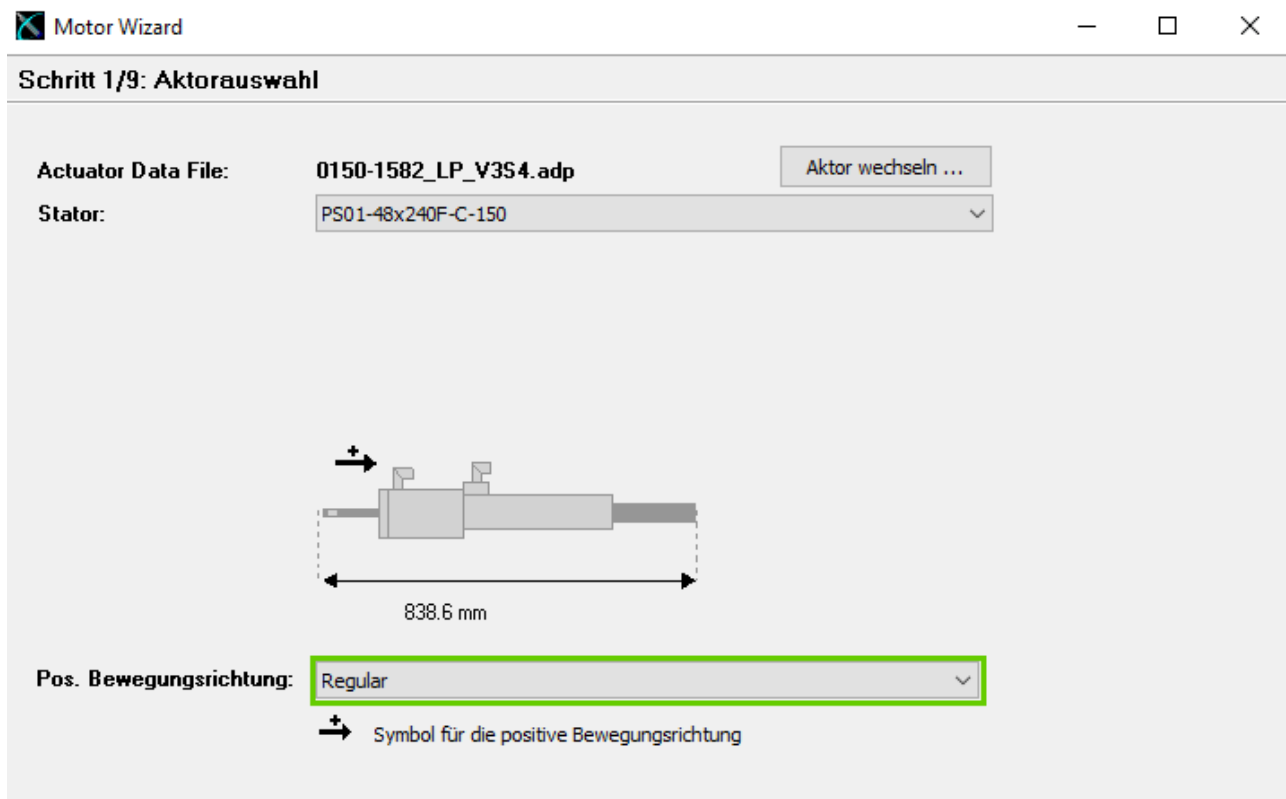 Motor Wizard
Schritt 1/9: Aktorauswahl
Actuator Data File: 0150-1582_LP_V3S4.adp Aktor wechseln ...
Stator: PS01-48x240F-C-150
+
838.6 mm
Pos. Bewegungsrichtung: Regular
+ Symbol für die positive Bewegungsrichtung